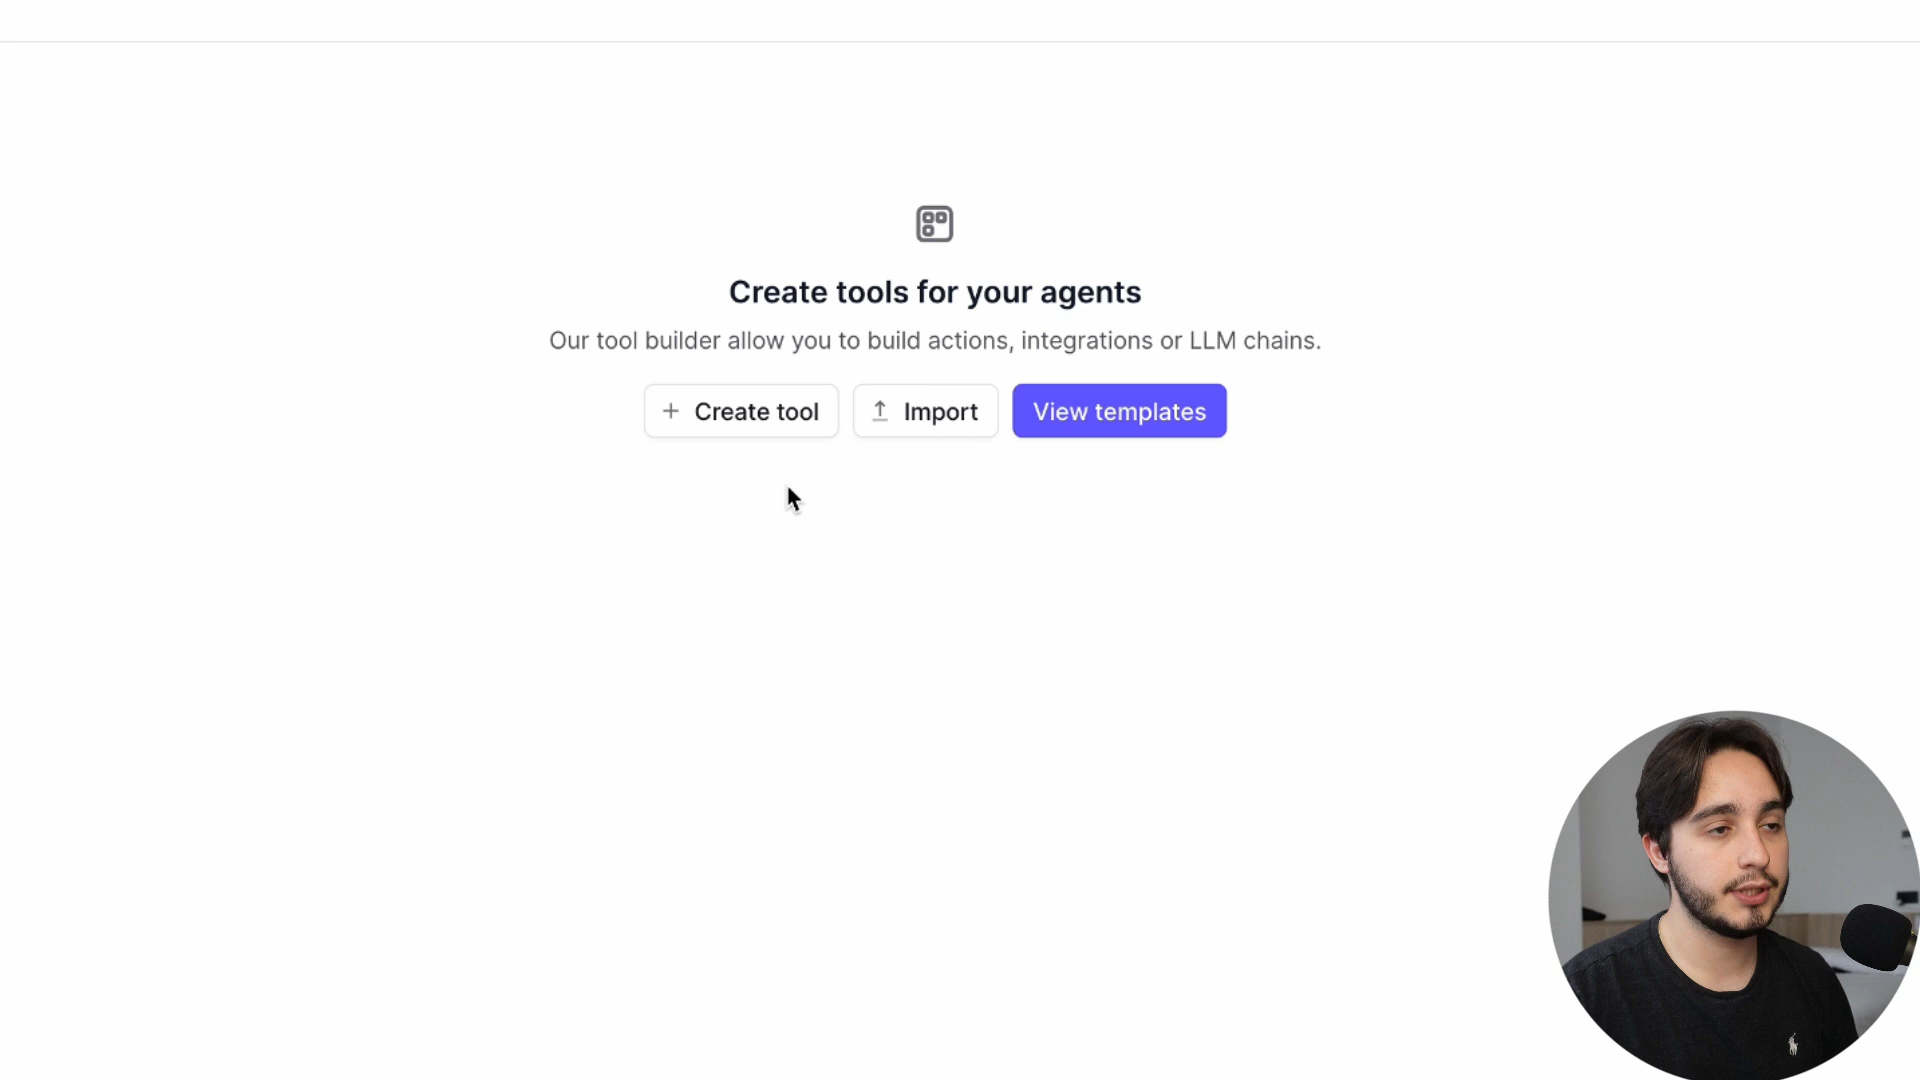 Create tools for your agents
Our tool builder allow you to build actions, integrations or LLM chains.
+ Create tool
Import
View templates